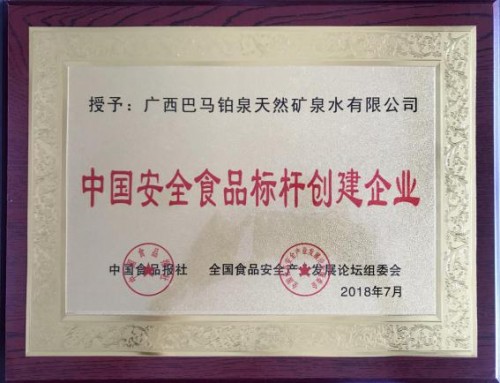 授予：广西巴马铂泉天然矿泉水有限公司
中国安全食品标杆创建企业
中国食品报社 全国食品安全产业发展论坛组委会
2018年7月